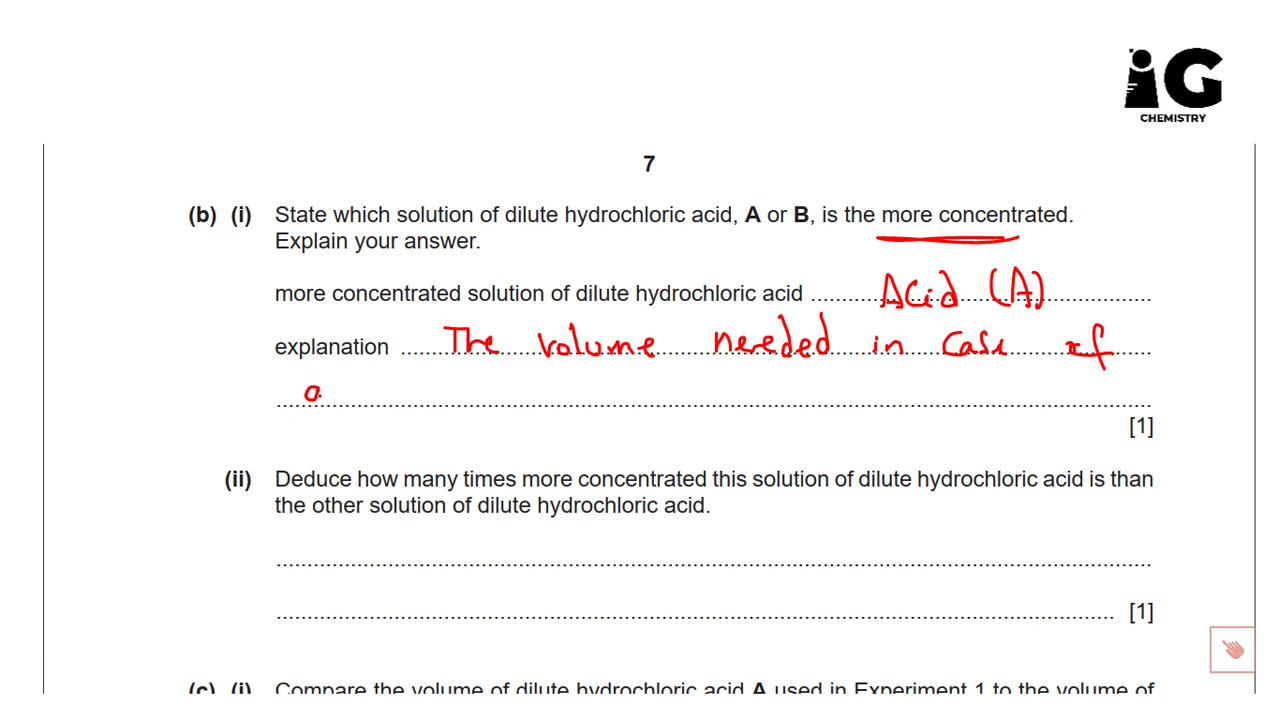 iG
CHEMISTRY
7
(b) (i) State which solution of dilute hydrochloric acid, A or B, is the more concentrated.
Explain your answer.
more concentrated solution of dilute hydrochloric acid .......... Acid (A)
explanation .......... The volume needed in case of
a
[1]
(ii) Deduce how many times more concentrated this solution of dilute hydrochloric acid is than
the other solution of dilute hydrochloric acid.
[1]
(c) (i) Compare the volume of dilute hydrochloric acid A used in Experiment 1 to the volume of